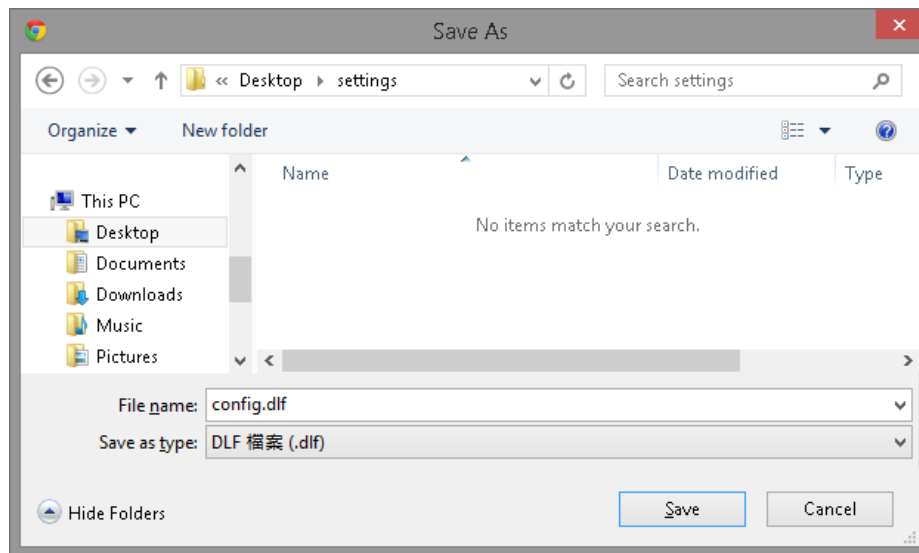 Save As
« Desktop settings
Search settings
Organize
New folder
Name
Date modified
Type
This PC
No items match your search.
Desktop
Documents
Downloads
Music
Pictures
File name: config.dlf
Save as type: DLF 檔案 (.dlf)
Hide Folders
Save
Cancel